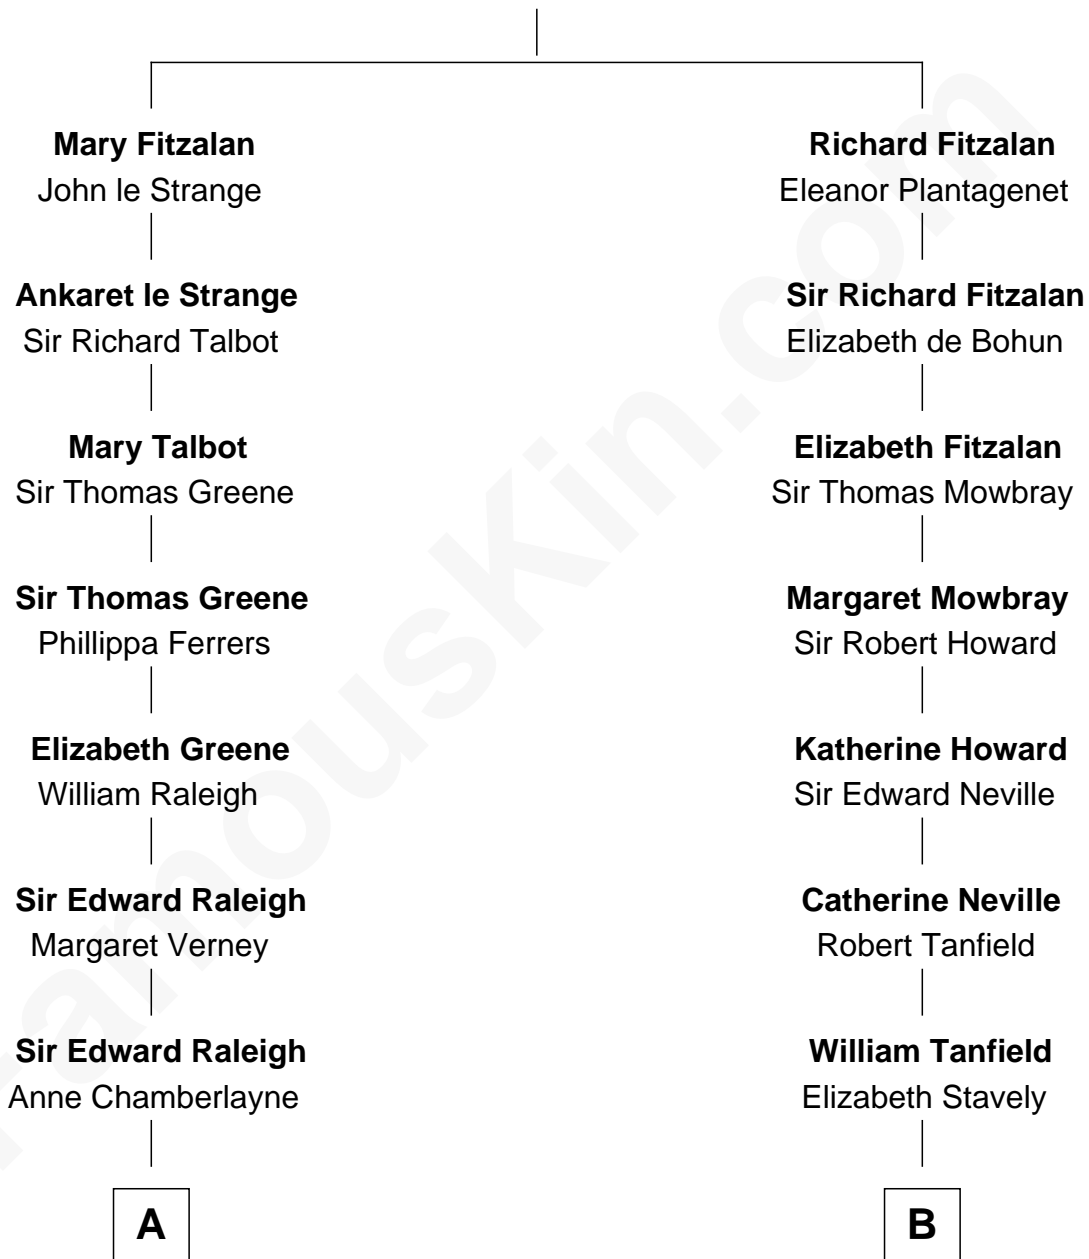 Mary Fitzalan
John le Strange
Richard Fitzalan
Eleanor Plantagenet
Ankaret le Strange
Sir Richard Talbot
Sir Richard Fitzalan
Elizabeth de Bohun
Mary Talbot
Sir Thomas Greene
Elizabeth Fitzalan
Sir Thomas Mowbray
Sir Thomas Greene
Phillippa Ferrers
Margaret Mowbray
Sir Robert Howard
Elizabeth Greene
William Raleigh
Katherine Howard
Sir Edward Neville
Sir Edward Raleigh
Margaret Verney
Catherine Neville
Robert Tanfield
Sir Edward Raleigh
Anne Chamberlayne
William Tanfield
Elizabeth Stavely
A
B
FamousKin.com